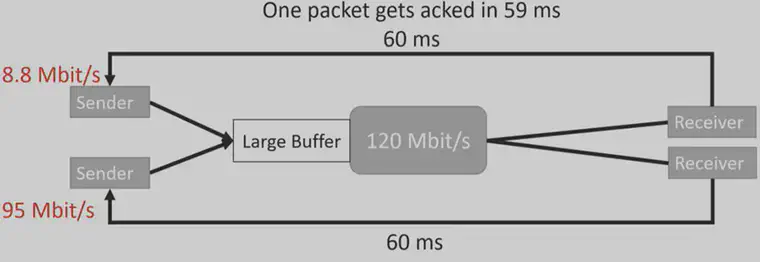 One packet gets acked in 59 ms
60 ms
8.8 Mbit/s
Sender
Large Buffer
120 Mbit/s
Receiver
Sender
Receiver
95 Mbit/s
60 ms